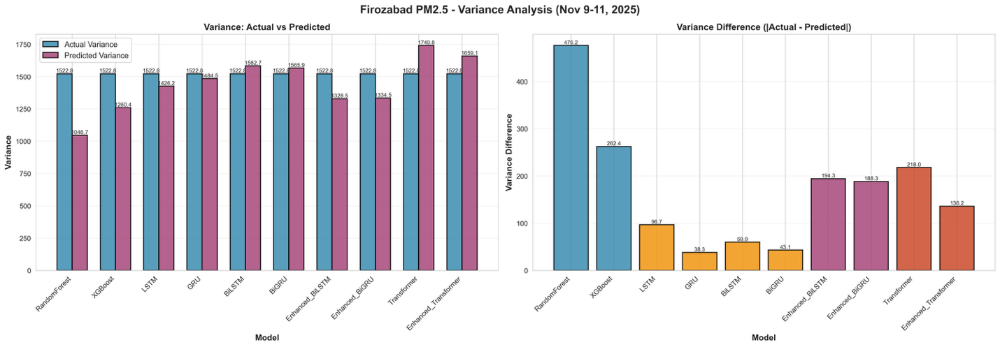 Firozabad PM2.5 - Variance Analysis (Nov 9-11, 2025)
Variance: Actual vs Predicted
Actual Variance
Predicted Variance
Variance
1750
1500
1250
1000
750
500
250
0
1522.8 1046.7
1522.8 1260.4
1522.8 1426.2
1522.8 1484.5
1522.8 1582.7
1522.8 1565.9
1522.8 1328.5
1522.8 1334.5
1522.8 1740.8
1522.8 1659.1
RandomForest
XGBoost
LSTM
GRU
BiLSTM
BiGRU
Enhanced_BiLSTM
Enhanced_BiGRU
Transformer
Enhanced_Transformer
Model
Variance Difference (|Actual - Predicted|)
Variance Difference
400
300
200
100
0
476.2
262.4
96.7
38.3
59.9
43.1
194.3
188.3
218.0
136.2
RandomForest
XGBoost
LSTM
GRU
BiLSTM
BiGRU
Enhanced_BiLSTM
Enhanced_BiGRU
Transformer
Enhanced_Transformer
Model